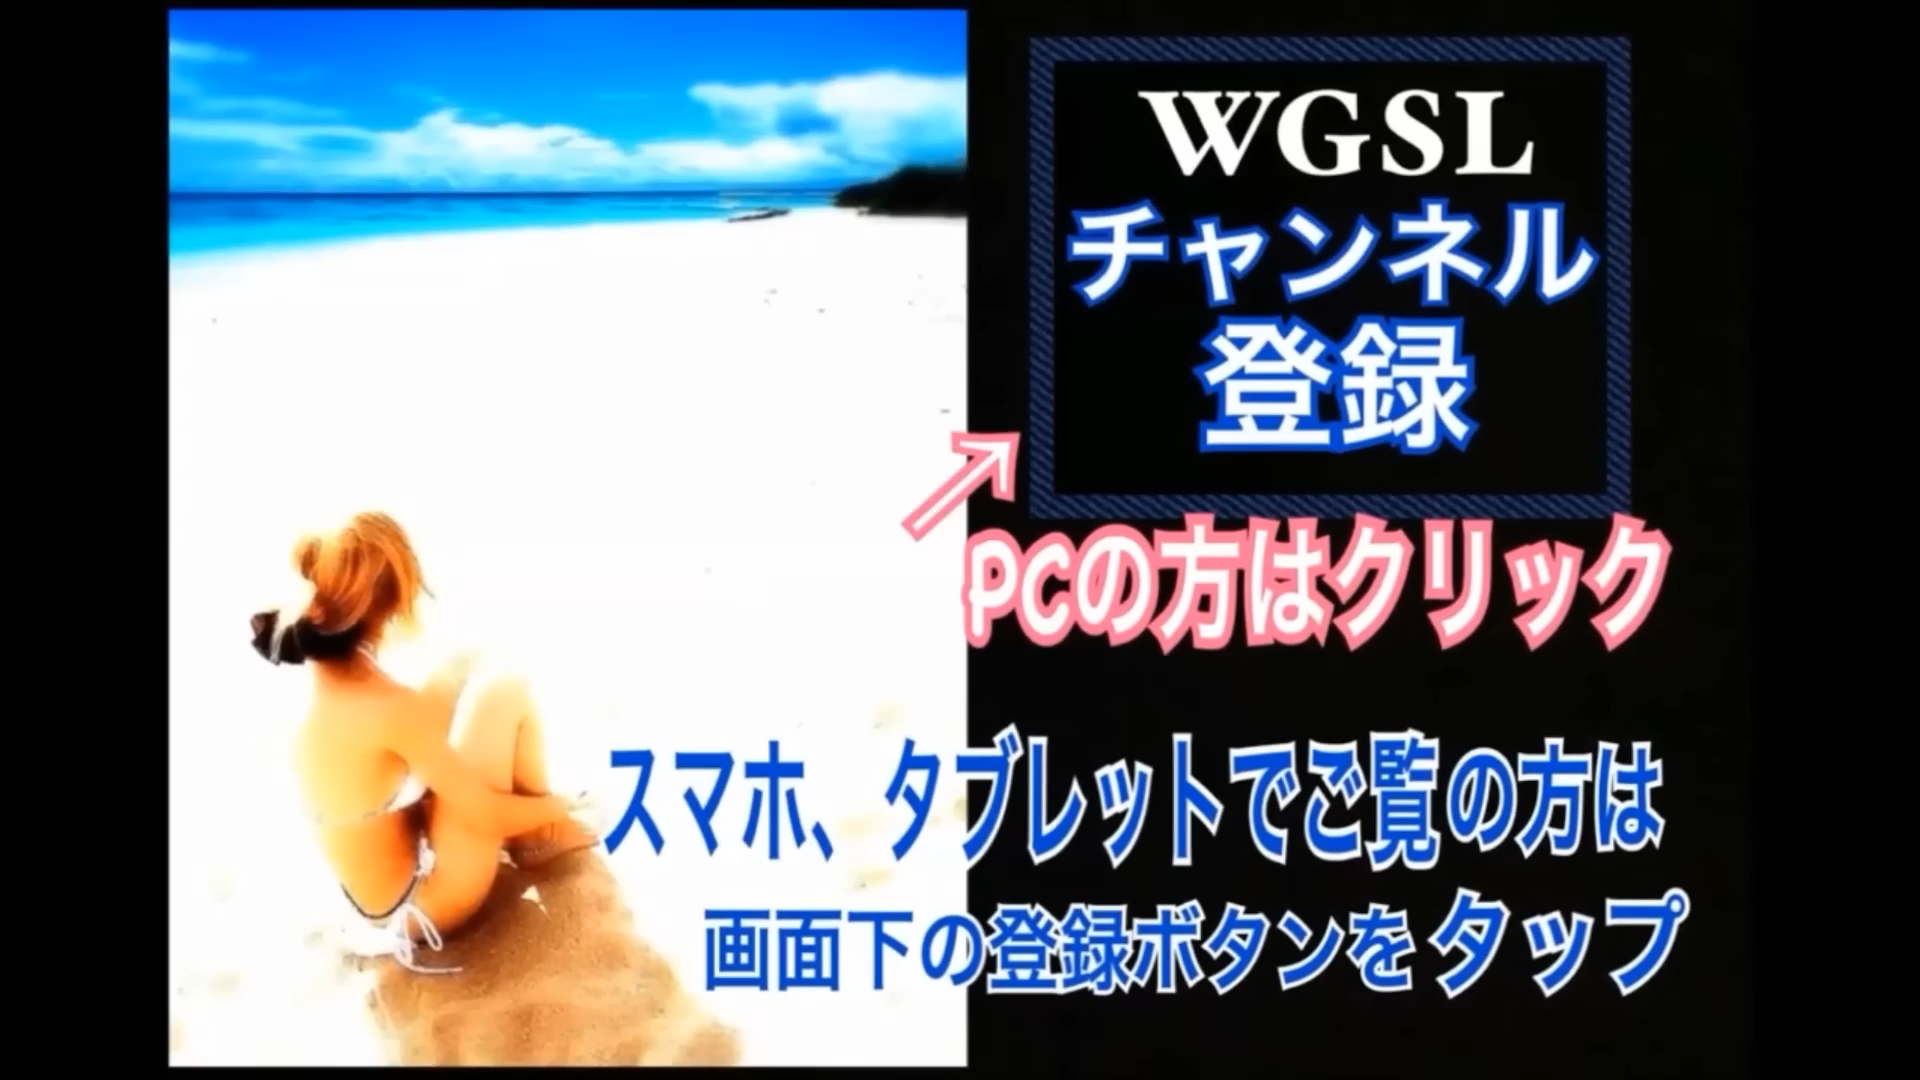 WGSL
チャンネル
登録
PCの方はクリック
スマホ、タブレットでご覧の方は
画面下の登録ボタンをタップ